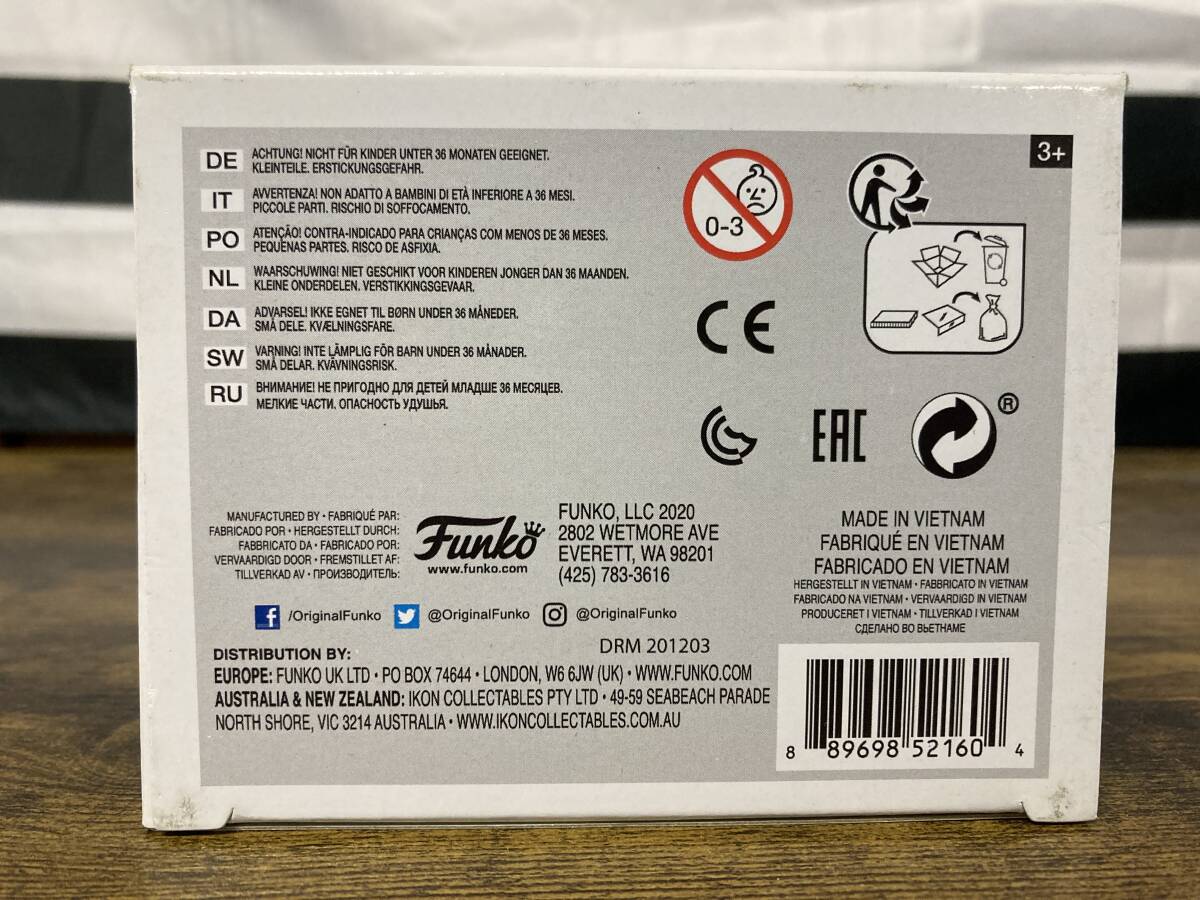 DE ACHTUNG! NICHT FÜR KINDER UNTER 36 MONATEN GEEIGNET.
KLEINTEILE. ERSTICKUNGSGEFAHR.
IT AVVERTENZA! NON ADATTO A BAMBINI DI ETÀ INFERIORE A 36 MESI.
PICCOLE PARTI. RISCHIO DI SOFFOCAMENTO.
PO ATENÇÃO! CONTRA-INDICADO PARA CRIANÇAS COM MENOS DE 36 MESES.
PEQUENAS PARTES. RISCO DE ASFIXIA.
NL WAARSCHUWING! NIET GESCHIKT VOOR KINDEREN JONGER DAN 36 MAANDEN.
KLEINE ONDERDELEN. VERSTIKKINGSGEVAAR.
DA ADVARSEL! IKKE EGNET TIL BØRN UNDER 36 MÅNEDER.
SMÅ DELE. KVÆLNINGSFARE.
SW VARNING! INTE LÄMPLIG FÖR BARN UNDER 36 MÅNADER.
SMÅ DELAR. KVÄVNINGSRISK.
RU ВНИМАНИЕ! НЕ ПРИГОДНО ДЛЯ ДЕТЕЙ МЛАДШЕ 36 МЕСЯЦЕВ.
МЕЛКИЕ ЧАСТИ. ОПАСНОСТЬ УДУШЬЯ.
0-3
3+
CE
EAC
®
MANUFACTURED BY • FABRIQUÉ PAR:
FABRICADO POR • HERGESTELLT DURCH:
FABBRICATO DA • FABRICADO POR:
VERVAARDIGD DOOR • FREMSTILLET AF:
TILLVERKAD AV • ПРОИЗВОДИТЕЛЬ:
Funko
www.funko.com
FUNKO, LLC 2020
2802 WETMORE AVE
EVERETT, WA 98201
(425) 783-3616
MADE IN VIETNAM
FABRIQUÉ EN VIETNAM
FABRICADO EN VIETNAM
HERGESTELLT IN VIETNAM • FABBRICATO IN VIETNAM
FABRICADO NA VIETNAM • VERVAARDIGD IN VIETNAM
PRODUCERET I VIETNAM • TILLVERKAD I VIETNAM
СДЕЛАНО ВО ВЬЕТНАМЕ
/OriginalFunko @OriginalFunko @OriginalFunko
DRM 201203
DISTRIBUTION BY:
EUROPE: FUNKO UK LTD • PO BOX 74644 • LONDON, W6 6JW (UK) • WWW.FUNKO.COM
AUSTRALIA & NEW ZEALAND: IKON COLLECTABLES PTY LTD • 49-59 SEABEACH PARADE
NORTH SHORE, VIC 3214 AUSTRALIA • WWW.IKONCOLLECTABLES.COM.AU
8 89698 52160 4